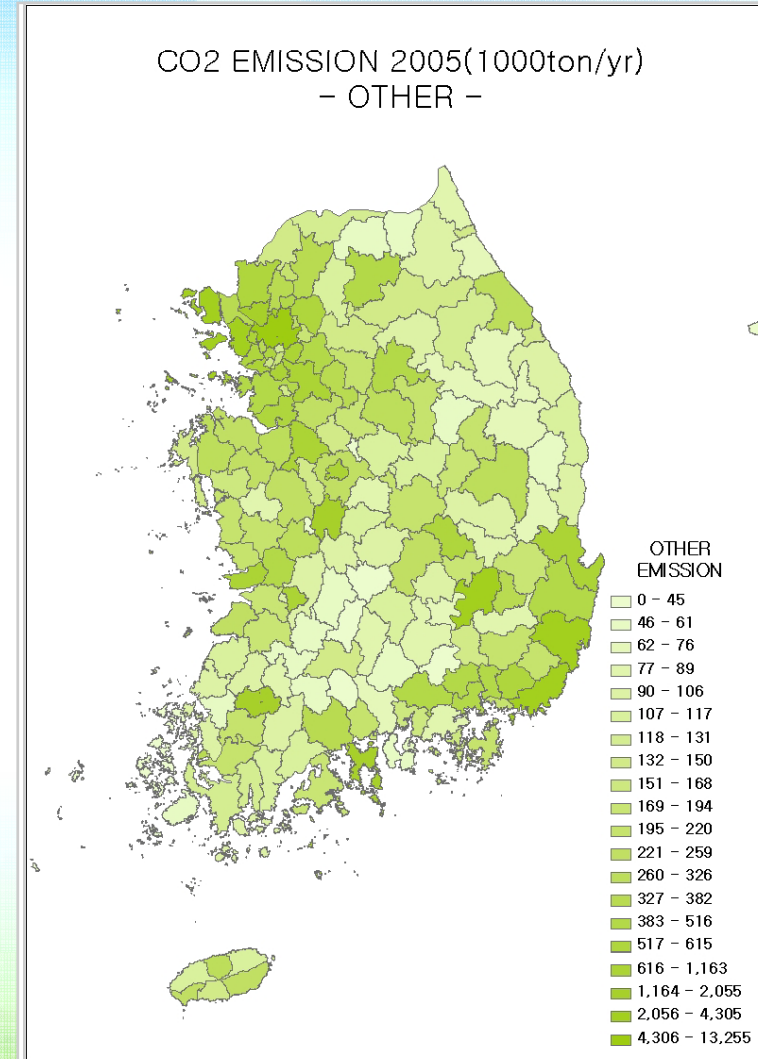 CO2 EMISSION 2005(1000ton/yr)
- OTHER -
OTHER
EMISSION
0 - 45
46 - 61
62 - 76
77 - 89
90 - 106
107 - 117
118 - 131
132 - 150
151 - 168
169 - 194
195 - 220
221 - 259
260 - 326
327 - 382
383 - 516
517 - 615
616 - 1,163
1,164 - 2,055
2,056 - 4,305
4,306 - 13,255